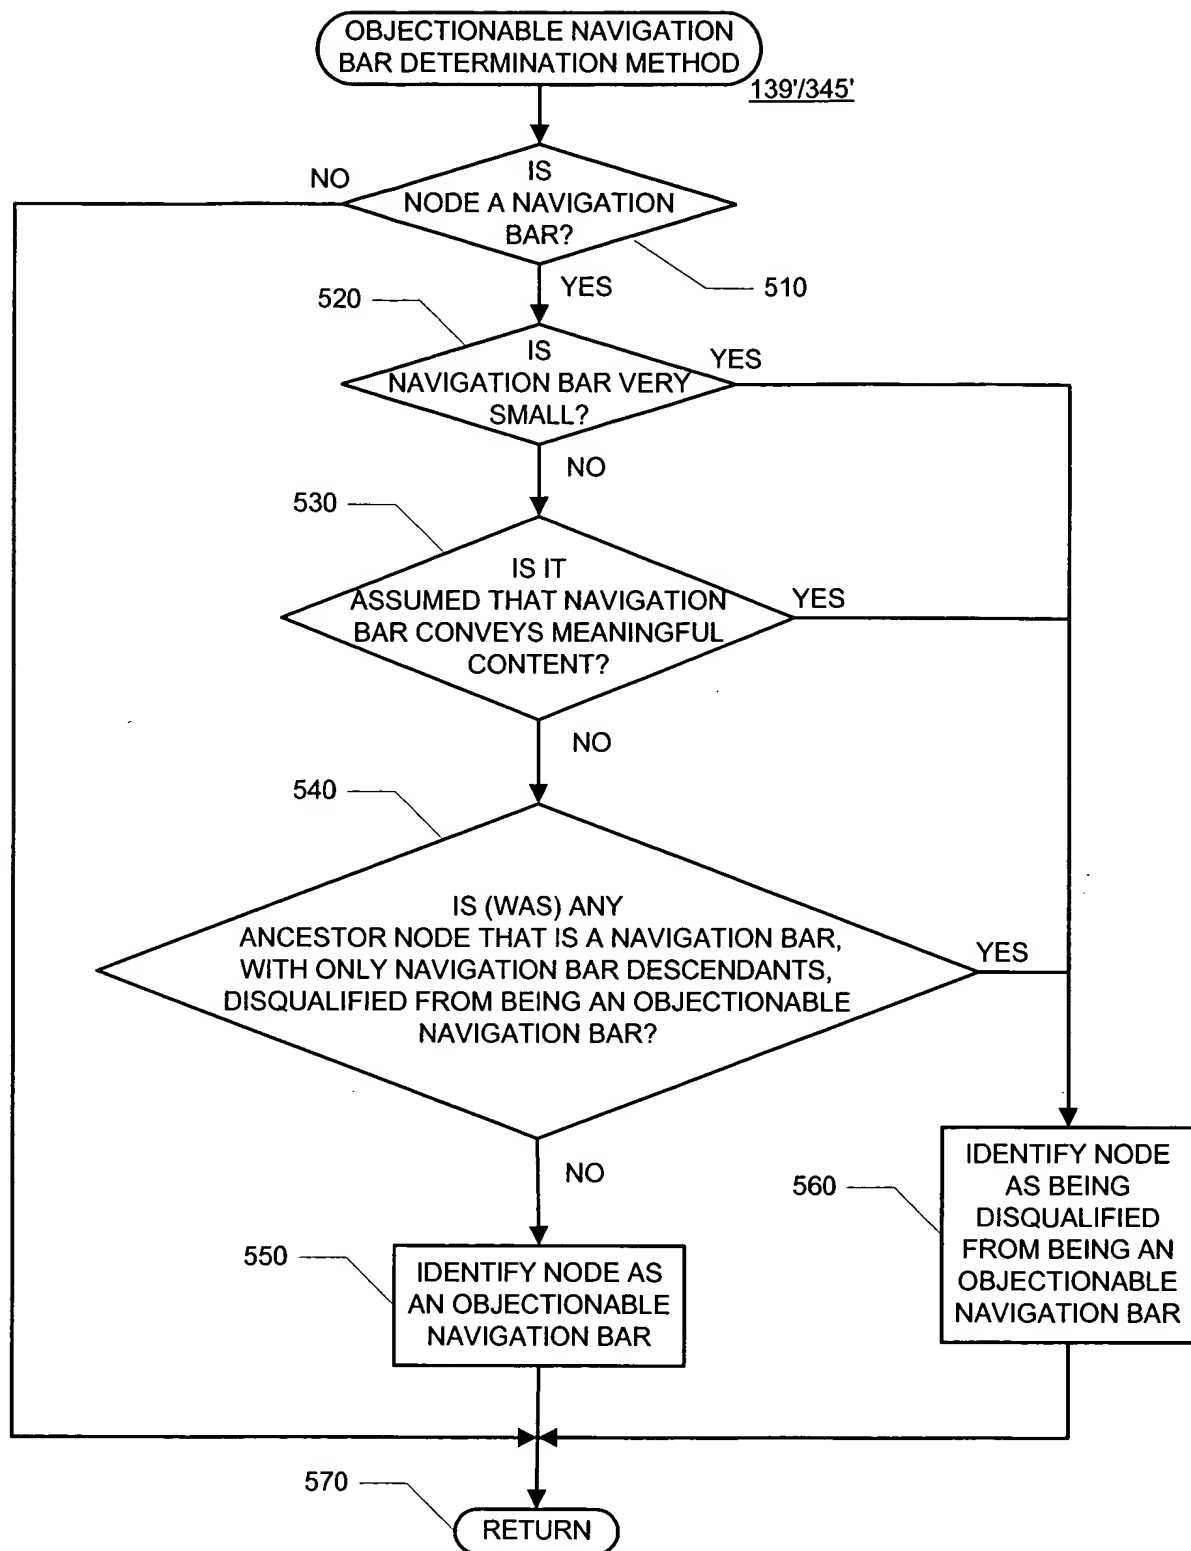 OBJECTIONABLE NAVIGATION
BAR DETERMINATION METHOD
139'/345'
NO
IS
NODE A NAVIGATION
BAR?
510
YES
520
IS
NAVIGATION BAR VERY
SMALL?
YES
NO
530
IS IT
ASSUMED THAT NAVIGATION
BAR CONVEYS MEANINGFUL
CONTENT?
YES
NO
540
IS (WAS) ANY
ANCESTOR NODE THAT IS A NAVIGATION BAR,
WITH ONLY NAVIGATION BAR DESCENDANTS,
DISQUALIFIED FROM BEING AN OBJECTIONABLE
NAVIGATION BAR?
YES
NO
550
IDENTIFY NODE AS
AN OBJECTIONABLE
NAVIGATION BAR
560
IDENTIFY NODE
AS BEING
DISQUALIFIED
FROM BEING AN
OBJECTIONABLE
NAVIGATION BAR
570
RETURN